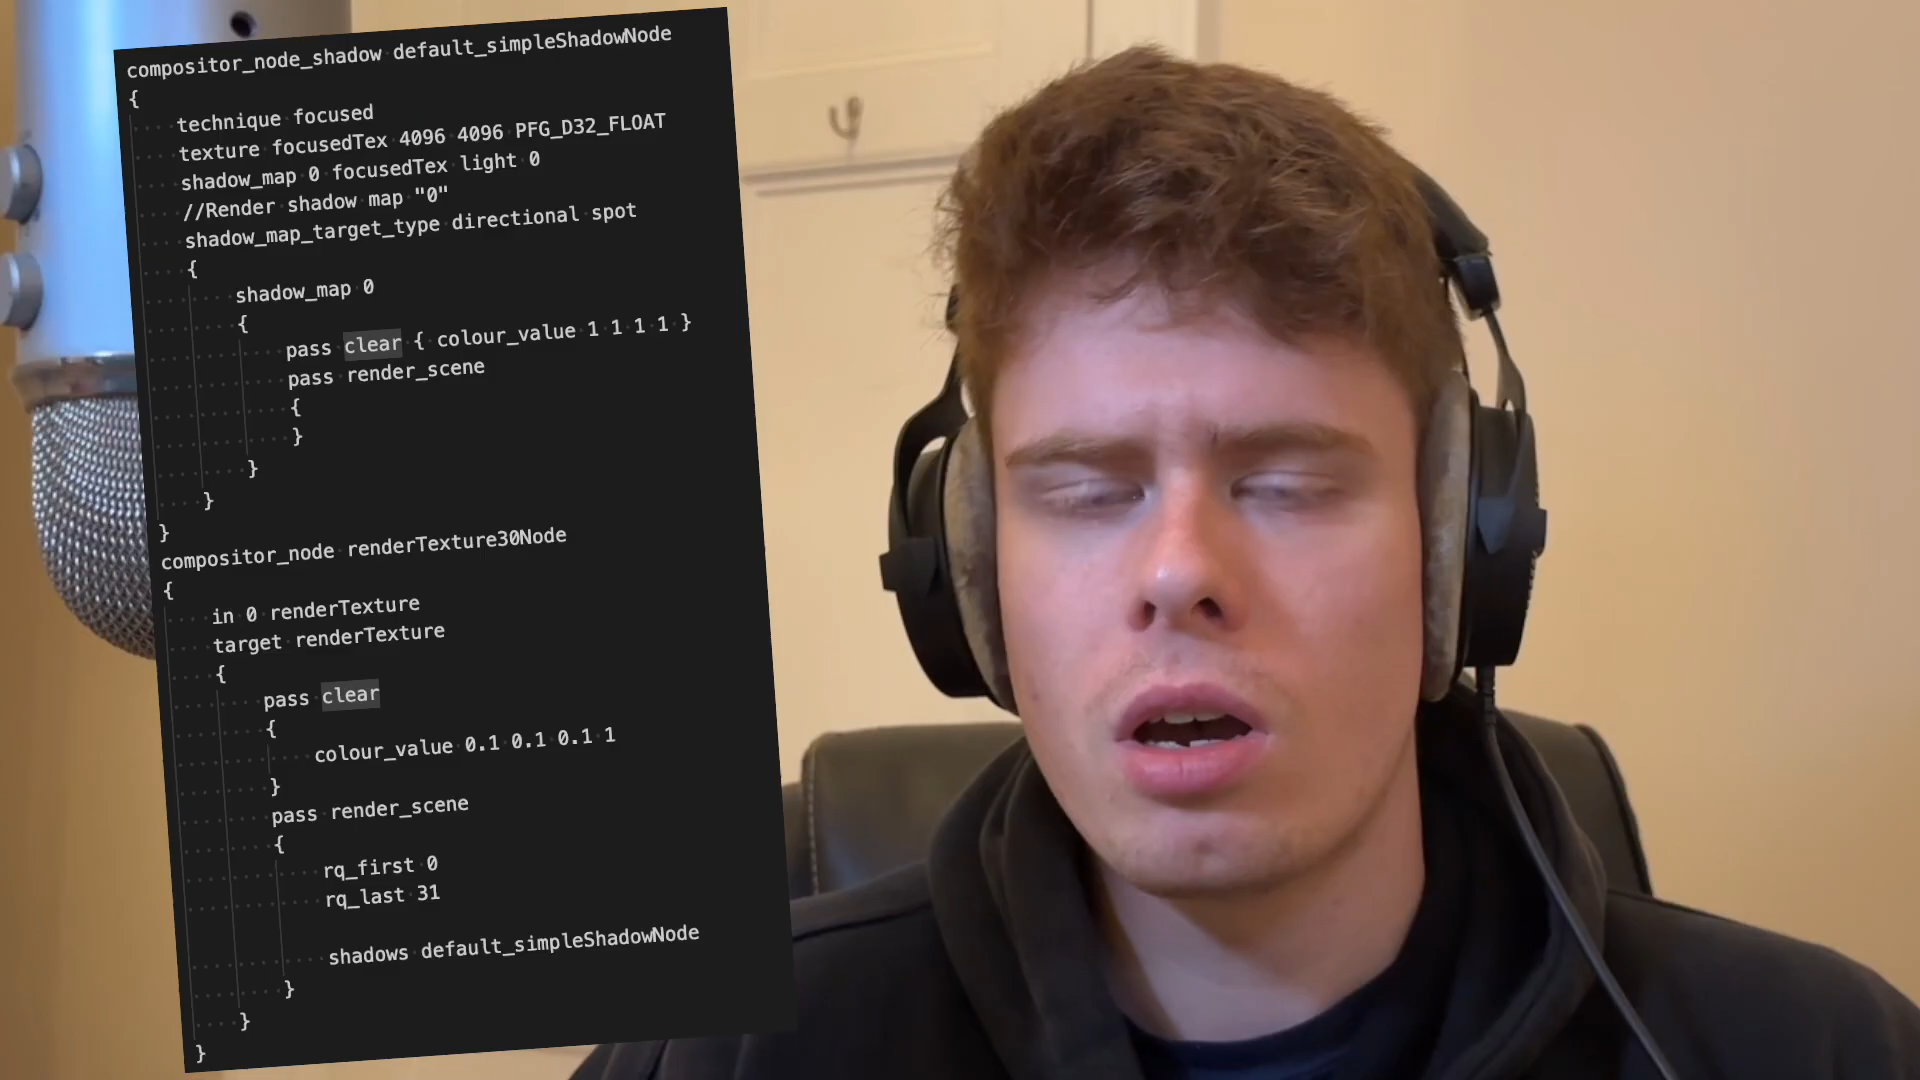 compositor_node_shadow default_simpleShadowNode
{
technique focused
texture focusedTex 4096 4096 PFG_D32_FLOAT
shadow_map 0 focusedTex light 0
//Render shadow map "0"
shadow_map_target_type directional spot
{
shadow_map 0
{
pass clear { colour_value 1 1 1 1 }
pass render_scene
{
}
}
}
}
compositor_node renderTexture30Node
{
in 0 renderTexture
target renderTexture
{
pass clear
{
colour_value 0.1 0.1 0.1 1
}
pass render_scene
{
rq_first 0
rq_last 31
shadows default_simpleShadowNode
}
}
}